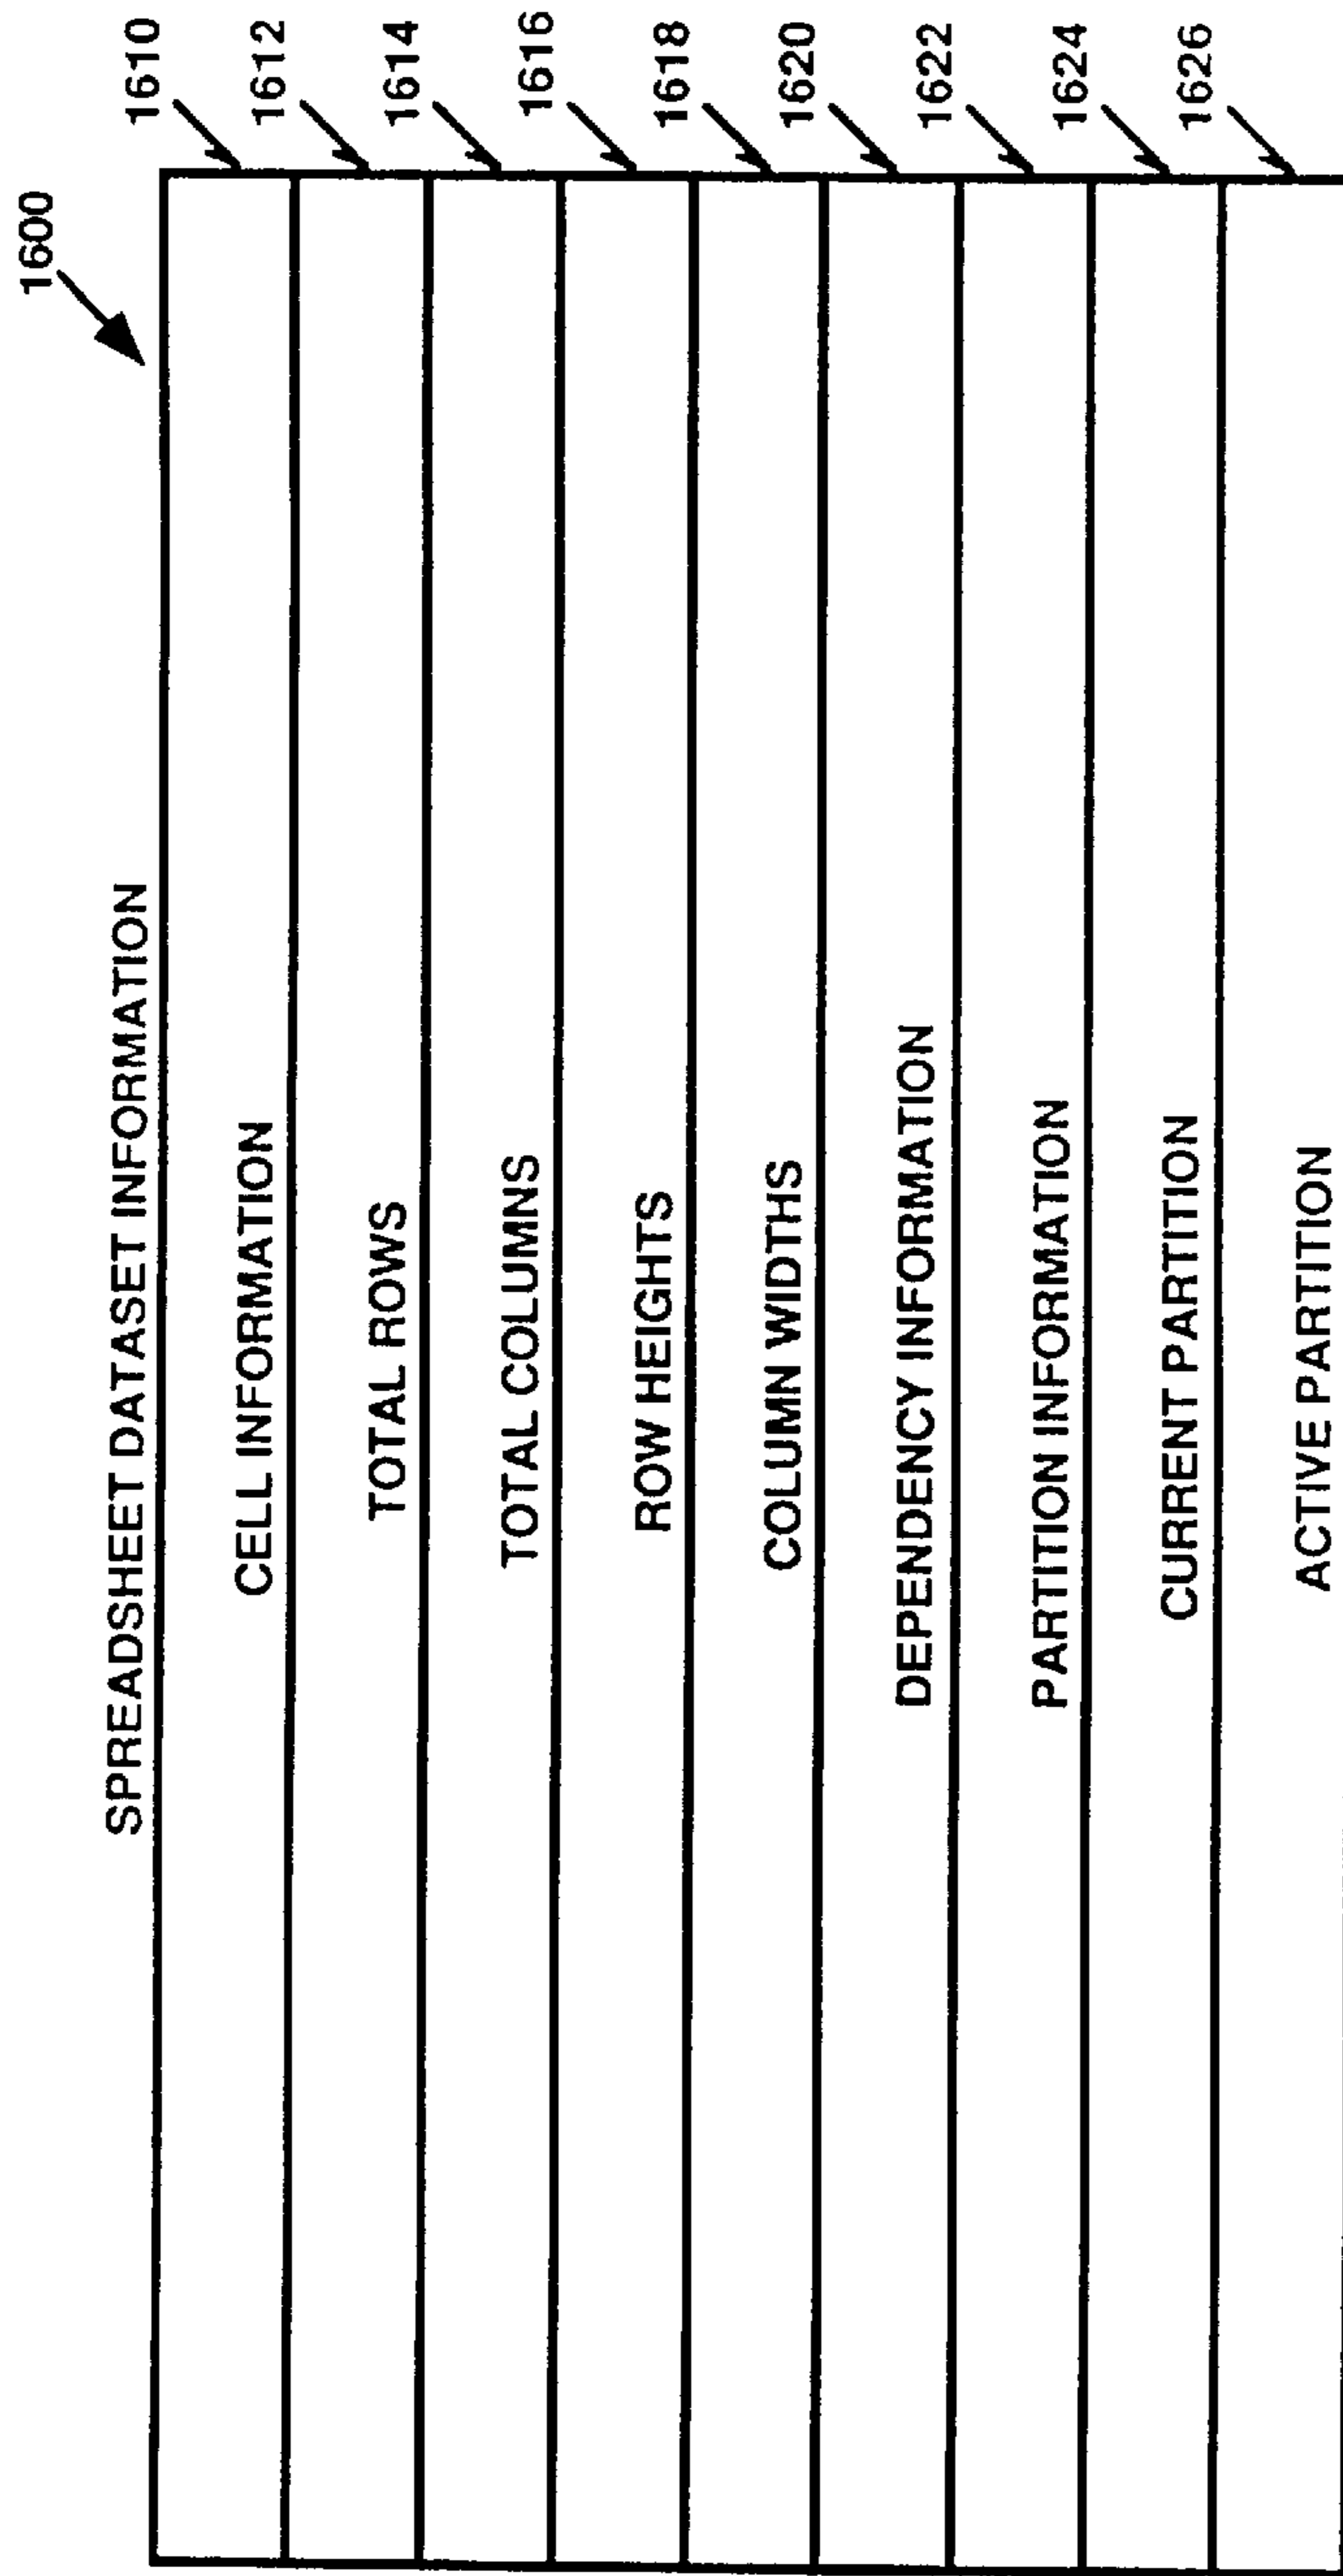 1600
SPREADSHEET DATASET INFORMATION
CELL INFORMATION 1610
TOTAL ROWS 1612
TOTAL COLUMNS 1614
ROW HEIGHTS 1616
COLUMN WIDTHS 1618
DEPENDENCY INFORMATION 1620
PARTITION INFORMATION 1622
CURRENT PARTITION 1624
ACTIVE PARTITION 1626